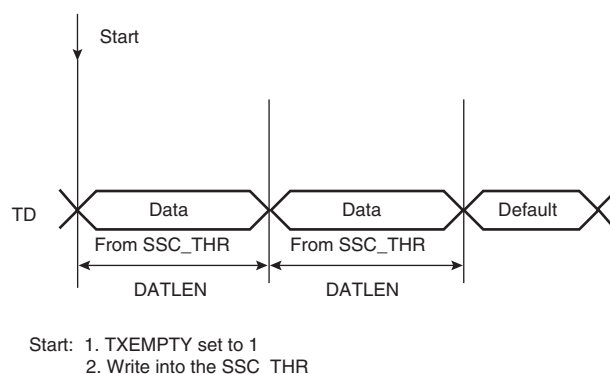 Start
TD
Data
Data
Default
From SSC_THR
From SSC_THR
DATLEN
DATLEN
Start: 1. TXEMPTY set to 1
2. Write into the SSC_THR